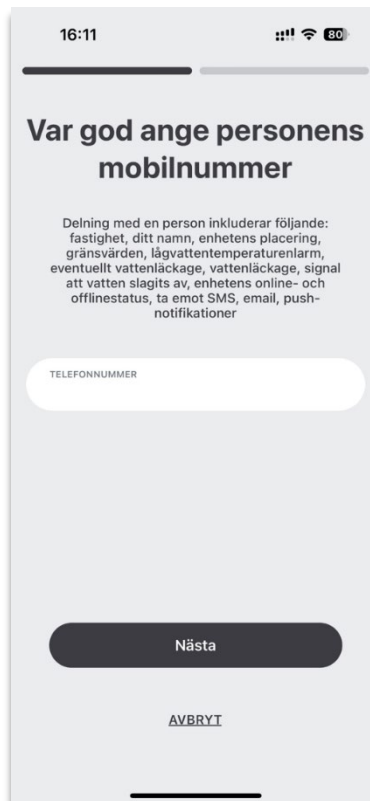 16:11
80
Var god ange personens
mobilnummer
Delning med en person inkluderar följande:
fastighet, ditt namn, enhetens placering,
gränsvärden, lågvattentemperaturenlarm,
eventuellt vattenläckage, vattenläckage, signal
att vatten slagits av, enhetens online- och
offlinestatus, ta emot SMS, email, push-
notifikationer
TELEFONNUMMER
Nästa
AVBRYT